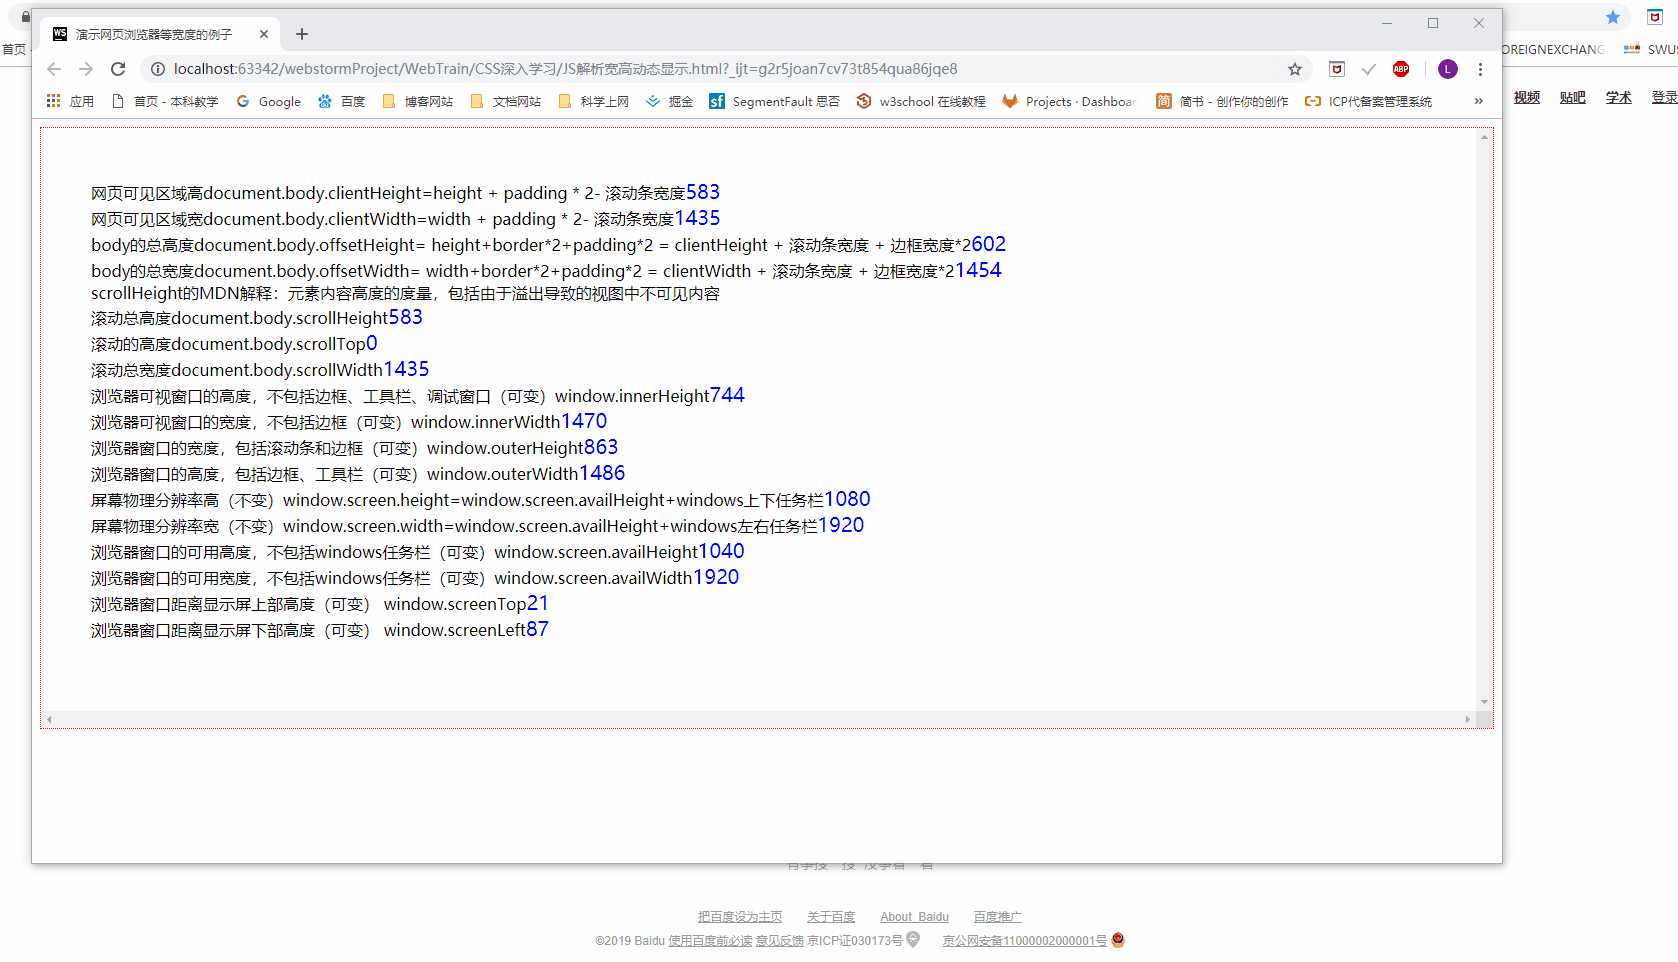 演示网页浏览器等宽度的例子
localhost:63342/webstormProject/WebTrain/CSS深入学习/JS解析宽高动态显示.html?_ijt=g2r5joan7cv73t854qua86jqe8
ABP
L
首页
应用 首页 - 本科教学 Google 百度 博客网站 文档网站 科学上网 掘金 SegmentFault 思否 w3school 在线教程 Projects · Dashboar 简书 - 创作你的创作 ICP代备案管理系统 »
OREIGNEXCHANG
SWUS
视频 贴吧 学术 登录
网页可见区域高document.body.clientHeight=height + padding * 2- 滚动条宽度583
网页可见区域宽document.body.clientWidth=width + padding * 2- 滚动条宽度1435
body的总高度document.body.offsetHeight= height+border*2+padding*2 = clientHeight + 滚动条宽度 + 边框宽度*2602
body的总宽度document.body.offsetWidth= width+border*2+padding*2 = clientWidth + 滚动条宽度 + 边框宽度*21454
scrollHeight的MDN解释：元素内容高度的度量，包括由于溢出导致的视图中不可见内容
滚动总高度document.body.scrollHeight583
滚动的高度document.body.scrollTop0
滚动总宽度document.body.scrollWidth1435
浏览器可视窗口的高度，不包括边框、工具栏、调试窗口（可变）window.innerHeight744
浏览器可视窗口的宽度，不包括边框（可变）window.innerWidth1470
浏览器窗口的宽度，包括滚动条和边框（可变）window.outerHeight863
浏览器窗口的高度，包括边框、工具栏（可变）window.outerWidth1486
屏幕物理分辨率高（不变）window.screen.height=window.screen.availHeight+windows上下任务栏1080
屏幕物理分辨率宽（不变）window.screen.width=window.screen.availHeight+windows左右任务栏1920
浏览器窗口的可用高度，不包括windows任务栏（可变）window.screen.availHeight1040
浏览器窗口的可用宽度，不包括windows任务栏（可变）window.screen.availWidth1920
浏览器窗口距离显示屏上部高度（可变） window.screenTop21
浏览器窗口距离显示屏下部高度（可变） window.screenLeft87
把百度设为主页 关于百度 About Baidu 百度推广
©2019 Baidu 使用百度前必读 意见反馈 京ICP证030173号 京公网安备11000002000001号